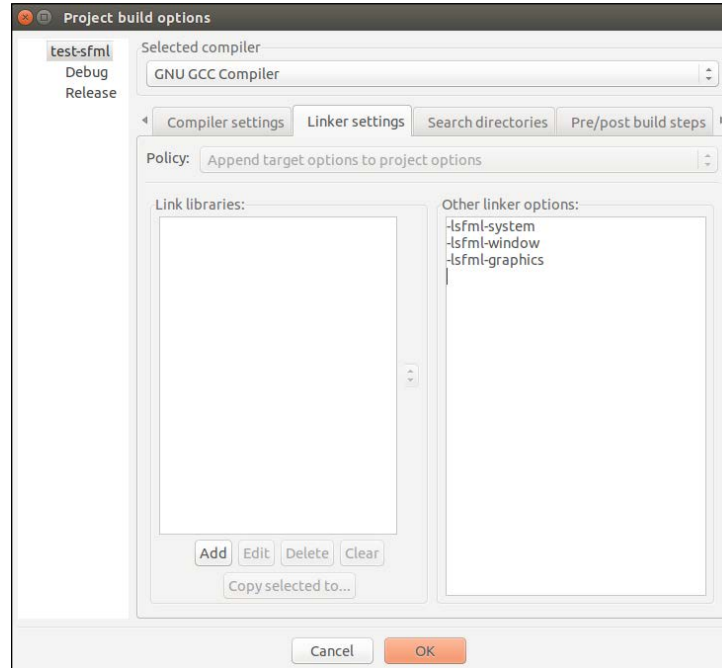 Project build options
test-sfml
Debug
Release
Selected compiler
GNU GCC Compiler
Compiler settings
Linker settings
Search directories
Pre/post build steps
Policy:
Append target options to project options
Link libraries:
Other linker options:
-lsfml-system
-lsfml-window
-lsfml-graphics
Add
Edit
Delete
Clear
Copy selected to...
Cancel
OK